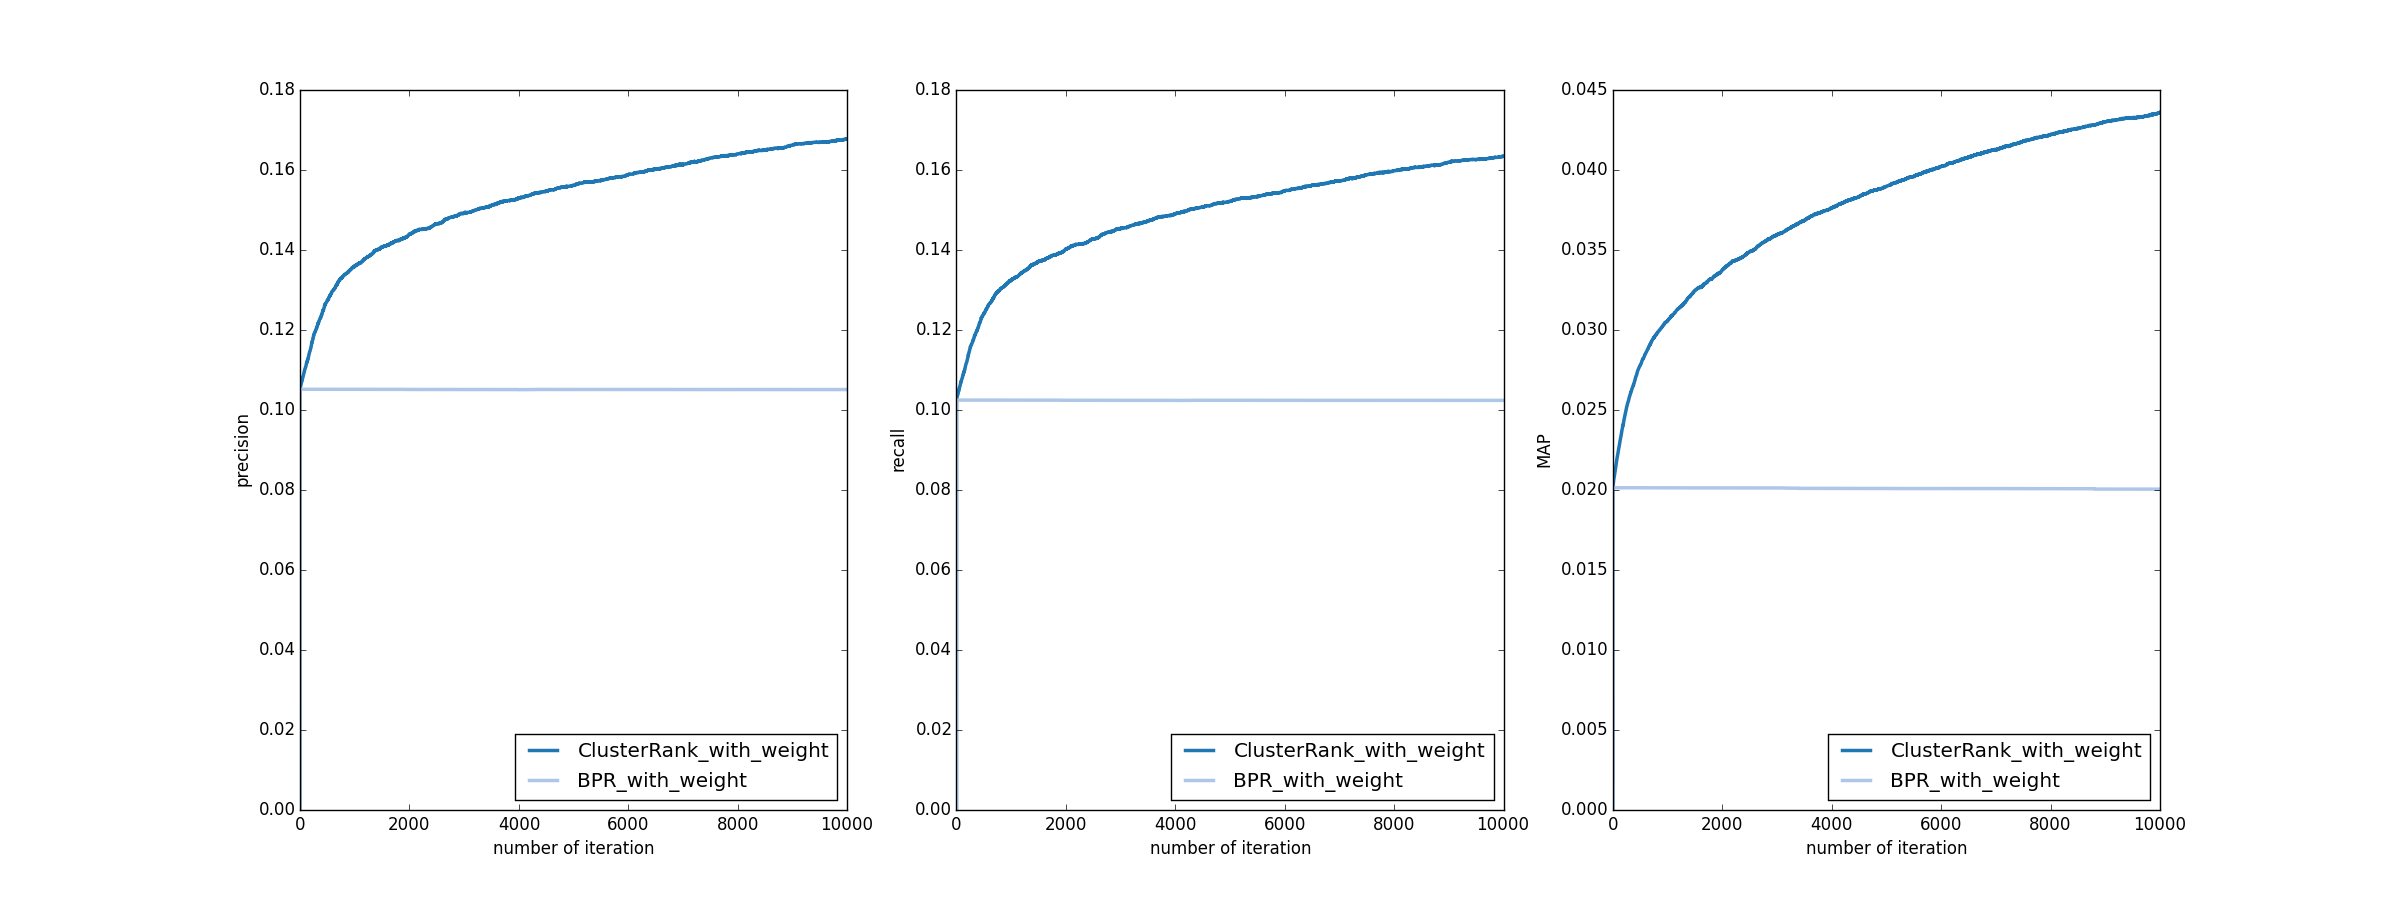 0.18
0.16
0.14
0.12
0.10
0.08
0.06
0.04
0.02
0.00
precision
0 2000 4000 6000 8000 10000
number of iteration
ClusterRank_with_weight
BPR_with_weight
0.18
0.16
0.14
0.12
0.10
0.08
0.06
0.04
0.02
0.00
recall
0 2000 4000 6000 8000 10000
number of iteration
ClusterRank_with_weight
BPR_with_weight
0.045
0.040
0.035
0.030
0.025
0.020
0.015
0.010
0.005
0.000
MAP
0 2000 4000 6000 8000 10000
number of iteration
ClusterRank_with_weight
BPR_with_weight